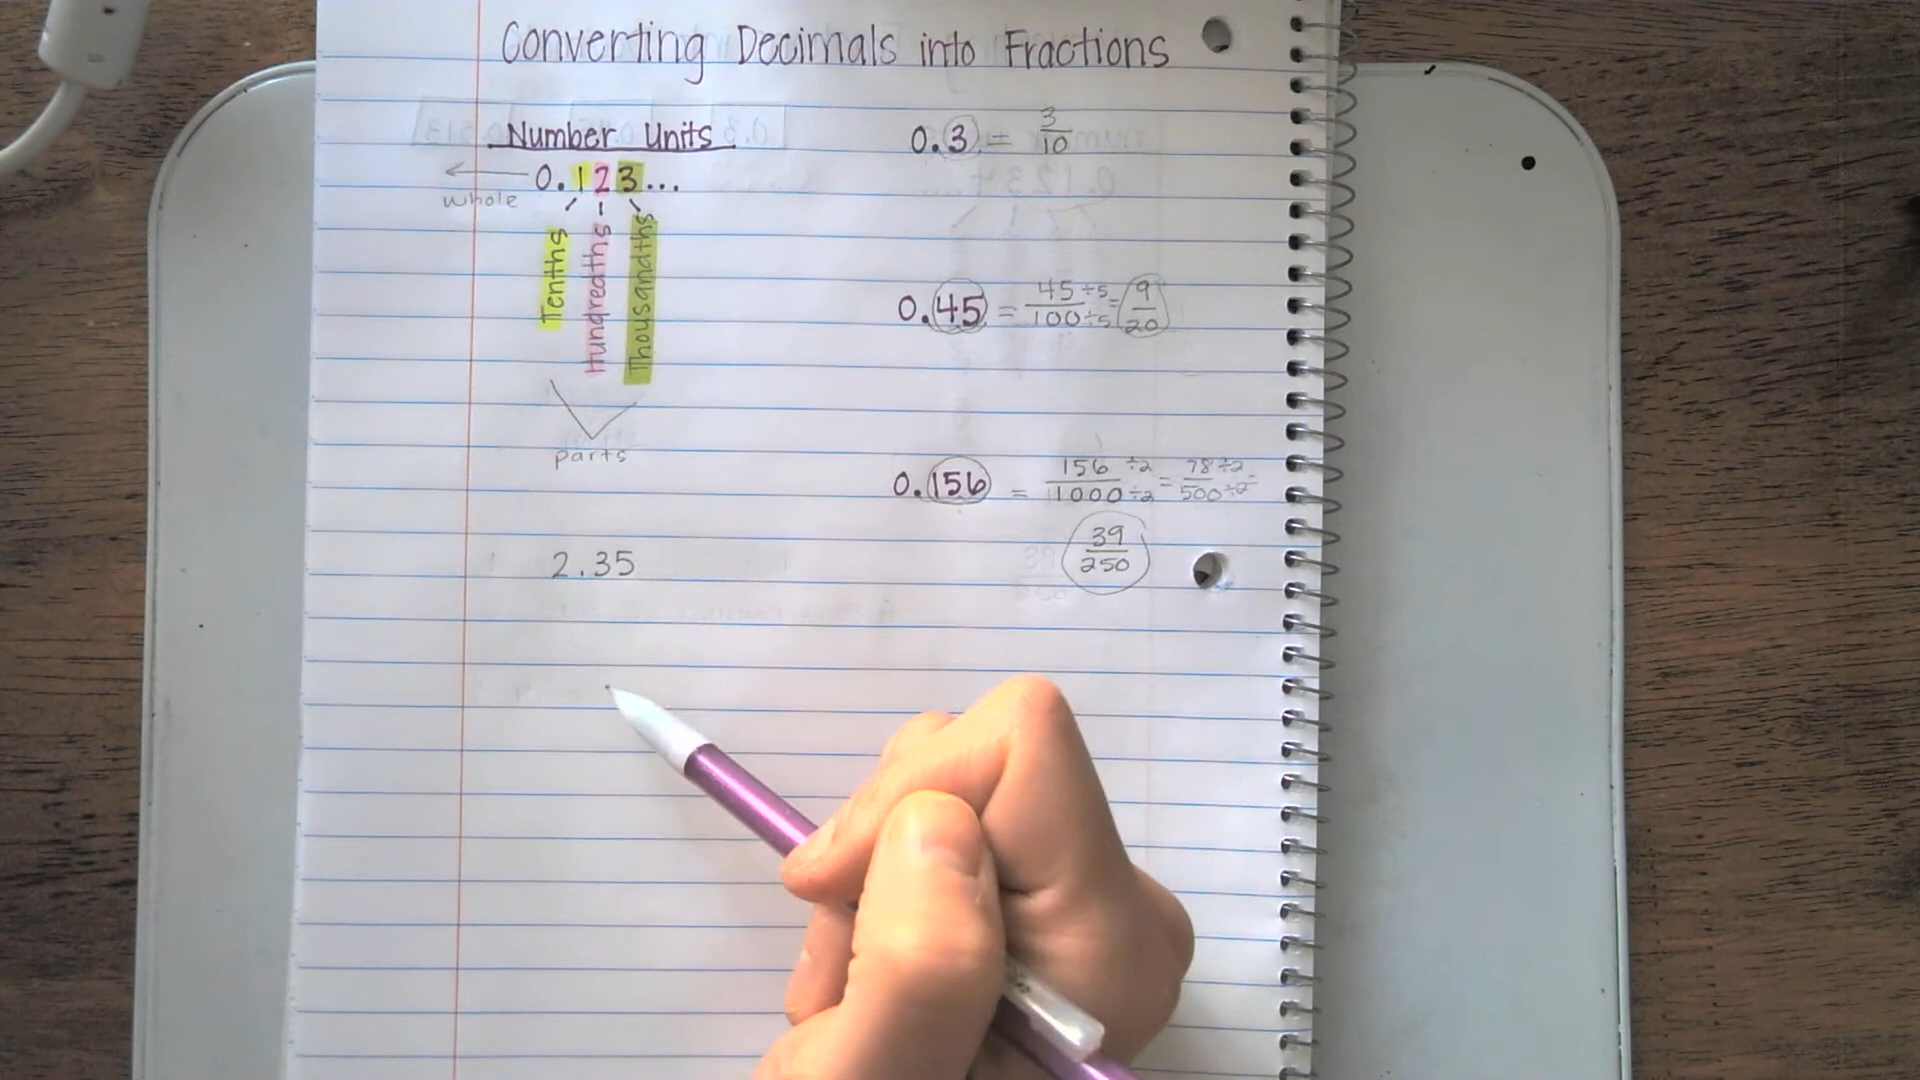 Converting Decimals into Fractions
Number Units
0.123...
whole
Tenths
Hundredths
Thousandths
parts
2.35
0.3 = 3/10
0.45 = 45÷5/100÷5 = 9/20
0.156 = 156÷2/1000÷2 = 78÷2/500÷2
39/250